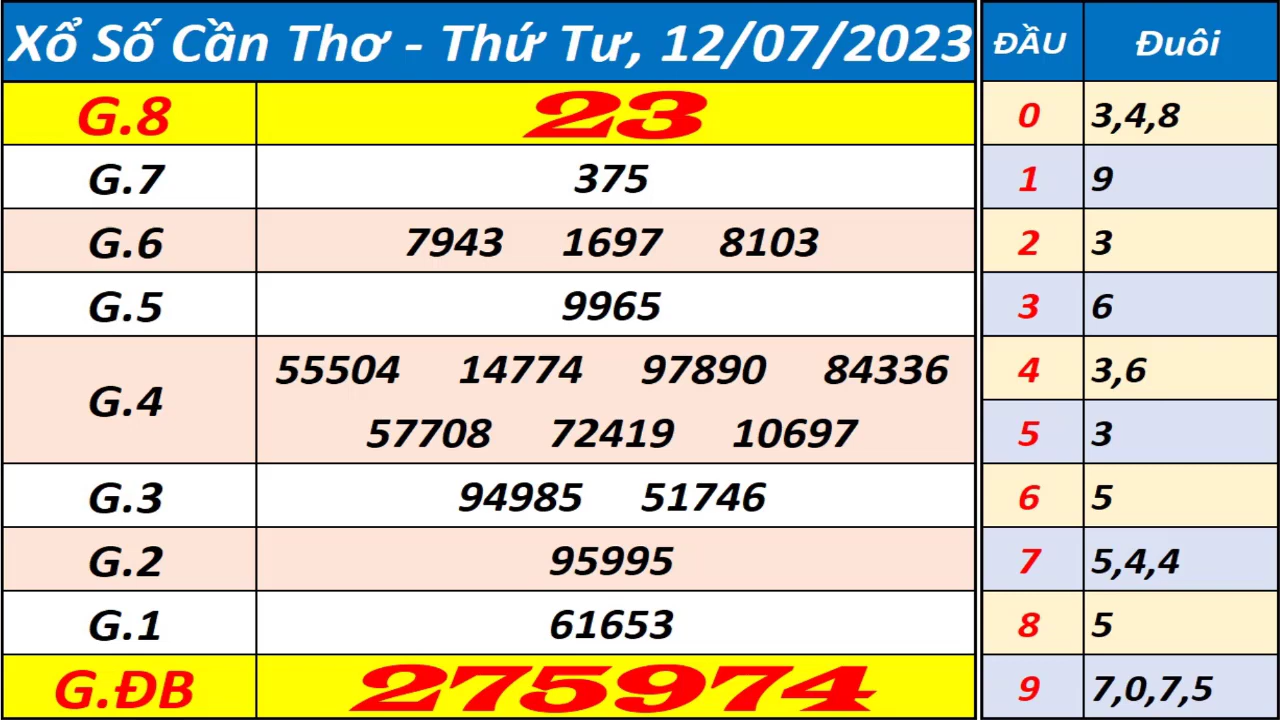 Xổ Số Cần Thơ - Thứ Tư, 12/07/2023 ĐẦU Đuôi
G.8 23 0 3,4,8
G.7 375 1 9
G.6 7943 1697 8103 2 3
G.5 9965 3 6
G.4 55504 14774 97890 84336 4 3,6
57708 72419 10697 5 3
G.3 94985 51746 6 5
G.2 95995 7 5,4,4
G.1 61653 8 5
G.ĐB 275974 9 7,0,7,5